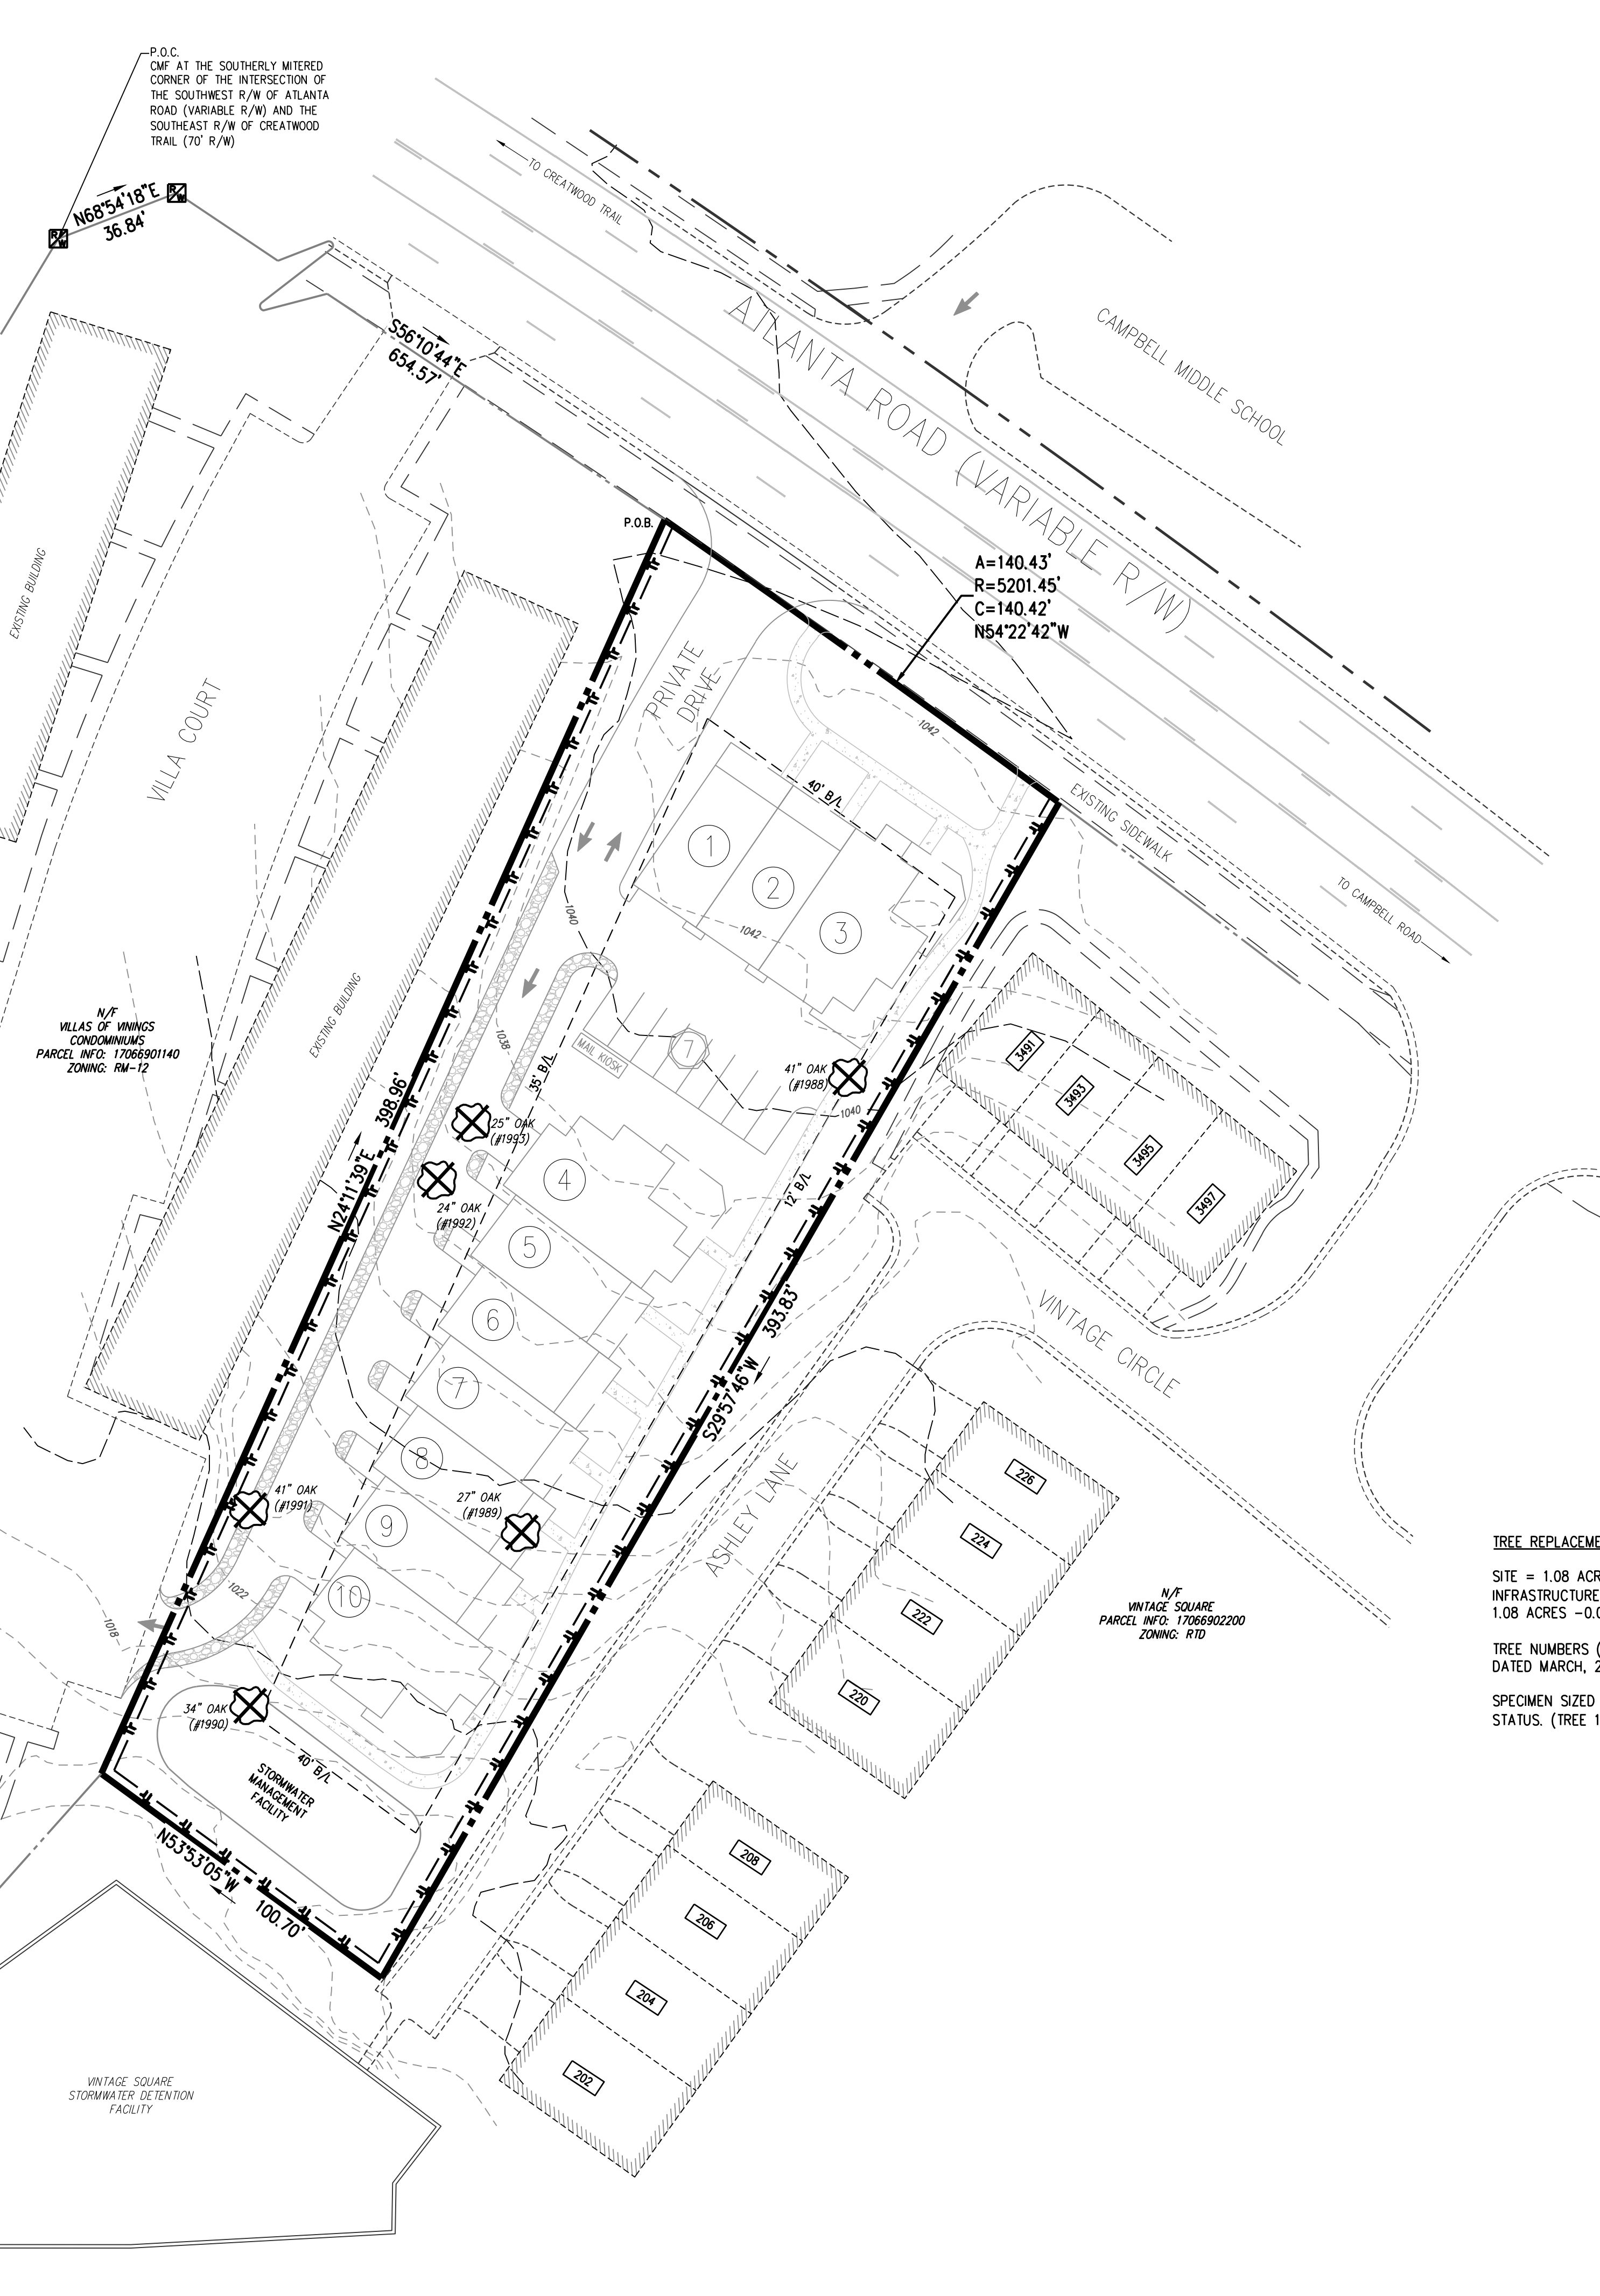 P.O.C.
CMF AT THE SOUTHERLY MITERED
CORNER OF THE INTERSECTION OF
THE SOUTHWEST R/W OF ATLANTA
ROAD (VARIABLE R/W) AND THE
SOUTHEAST R/W OF CREATWOOD
TRAIL (70' R/W)
R/W
R/W
N68°54'18"E
36.84'
TO CREATWOOD TRAIL
S56°10'44"E
654.57'
ATLANTA ROAD (VARIABLE R/W)
CAMPBELL MIDDLE SCHOOL
P.O.B.
A=140.43'
R=5201.45'
C=140.42'
N54°22'42"W
EXISTING BUILDING
VILLA COURT
PRIVATE
DRIVE
1042
40' B/L
EXISTING SIDEWALK
TO CAMPBELL ROAD
1
2
3
1040
1042
EXISTING BUILDING
N/F
VILLAS OF VININGS
CONDOMINIUMS
PARCEL INFO: 17066901140
ZONING: RM-12
1038
MAIL KIOSK
7
35' B/L
41" OAK
(#1988)
1040
3491
3493
3495
3497
398.96'
N24°11'39"E
25" OAK
(#1993)
24" OAK
(#1992)
12' B/L
4
5
6
7
8
9
10
393.83'
S29°57'46"W
VINTAGE CIRCLE
ASHLEY LANE
41" OAK
(#1991)
27" OAK
(#1989)
226
224
222
220
N/F
VINTAGE SQUARE
PARCEL INFO: 17066902200
ZONING: RTD
TREE REPLACEME
SITE = 1.08 ACR
INFRASTRUCTURE
1.08 ACRES -0.0
TREE NUMBERS (
DATED MARCH, 2
SPECIMEN SIZED
STATUS. (TREE 1
1022
1018
34" OAK
(#1990)
40' B/L
STORMWATER
MANAGEMENT
FACILITY
N53°53'05"W
100.70'
208
206
204
202
VINTAGE SQUARE
STORMWATER DETENTION
FACILITY